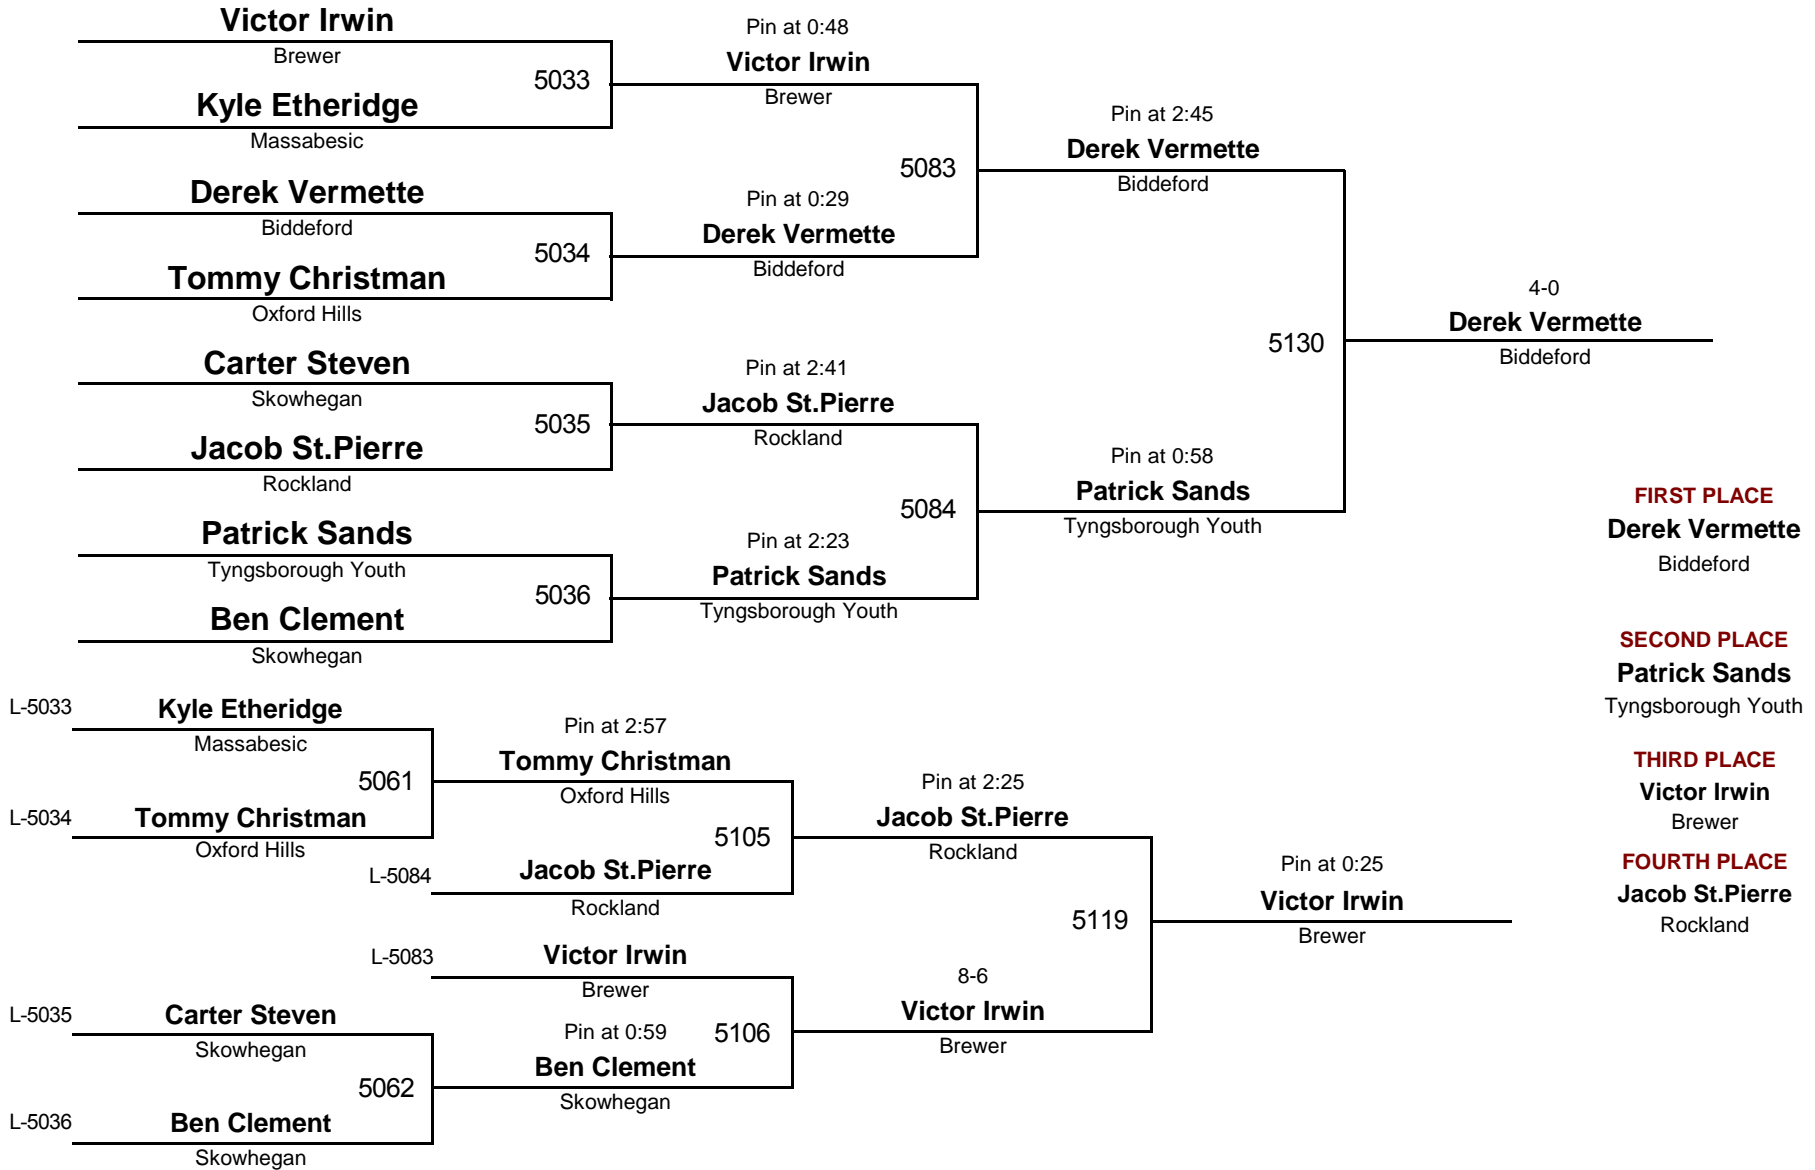 Victor Irwin
Brewer
5033
Kyle Etheridge
Massabesic
Derek Vermette
Biddeford
5034
Tommy Christman
Oxford Hills
Carter Steven
Skowhegan
5035
Jacob St.Pierre
Rockland
Patrick Sands
Tyngsborough Youth
5036
Ben Clement
Skowhegan
Pin at 0:48
Victor Irwin
Brewer
5083
Pin at 0:29
Derek Vermette
Biddeford
Pin at 2:41
Jacob St.Pierre
Rockland
5084
Pin at 2:23
Patrick Sands
Tyngsborough Youth
Pin at 2:45
Derek Vermette
Biddeford
5130
Pin at 0:58
Patrick Sands
Tyngsborough Youth
4-0
Derek Vermette
Biddeford
FIRST PLACE
Derek Vermette
Biddeford
SECOND PLACE
Patrick Sands
Tyngsborough Youth
THIRD PLACE
Victor Irwin
Brewer
FOURTH PLACE
Jacob St.Pierre
Rockland
L-5033
Kyle Etheridge
Massabesic
5061
L-5034
Tommy Christman
Oxford Hills
Pin at 2:57
Tommy Christman
Oxford Hills
5105
L-5084
Jacob St.Pierre
Rockland
L-5083
Victor Irwin
Brewer
5106
L-5035
Carter Steven
Skowhegan
5062
L-5036
Ben Clement
Skowhegan
Pin at 0:59
Ben Clement
Skowhegan
Pin at 2:25
Jacob St.Pierre
Rockland
5119
8-6
Victor Irwin
Brewer
Pin at 0:25
Victor Irwin
Brewer